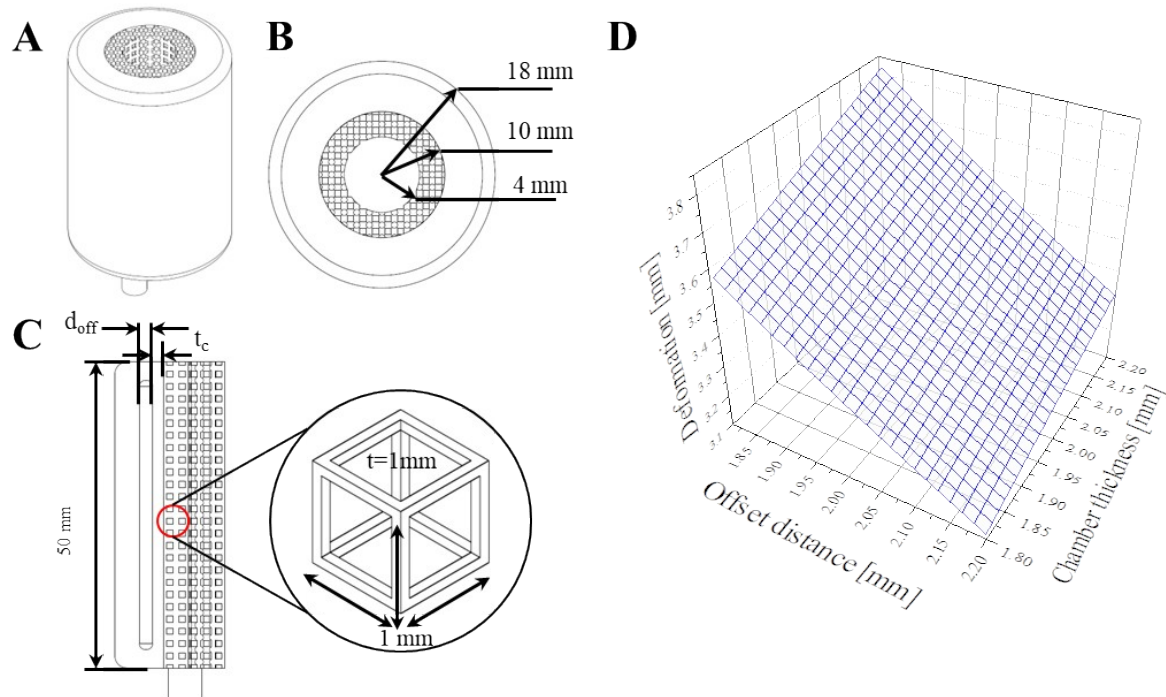 A
B
18 mm
10 mm
4 mm
C
d_off
t_c
50 mm
t=1mm
1 mm
D
Deformation [mm]
3.8
3.7
3.6
3.5
3.4
3.3
3.2
3.1
Offset distance [mm]
1.85
1.90
1.95
2.00
2.05
2.10
2.15
2.20
Chamber thickness [mm]
2.20
2.15
2.10
2.05
2.00
1.95
1.90
1.85
1.80